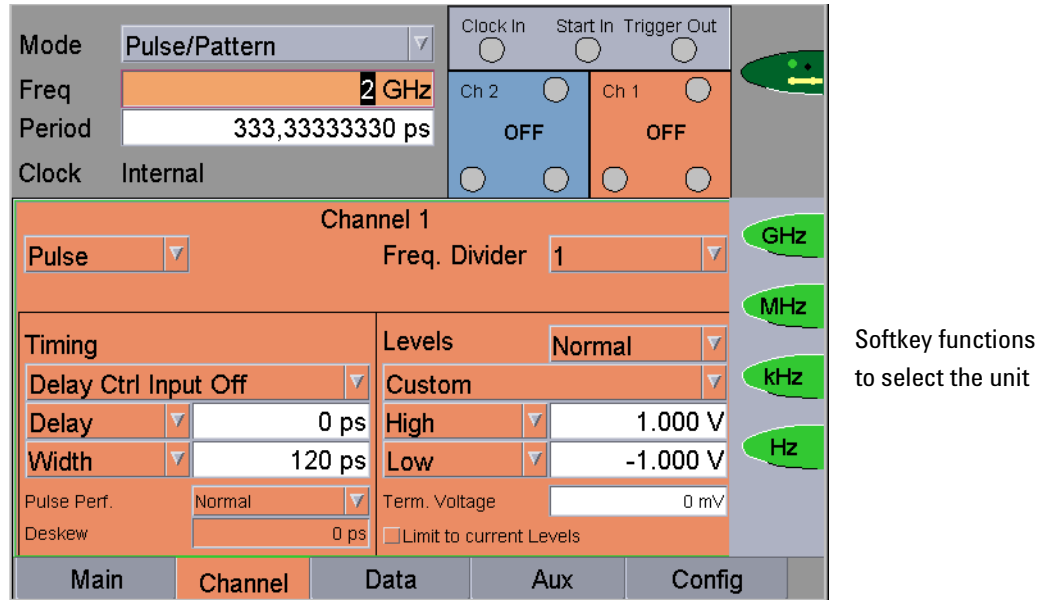 Mode Pulse/Pattern
Freq 2 GHz
Period 333,33333330 ps
Clock Internal
Clock In Start In Trigger Out
Ch 2 Ch 1
OFF OFF
Channel 1
Pulse Freq. Divider 1
Timing
Delay Ctrl Input Off
Delay 0 ps
Width 120 ps
Pulse Perf. Normal
Deskew 0 ps
Levels Normal
Custom
High 1.000 V
Low -1.000 V
Term. Voltage 0 mV
Limit to current Levels
GHz
MHz
kHz
Hz
Softkey functions
to select the unit
Main Channel Data Aux Config